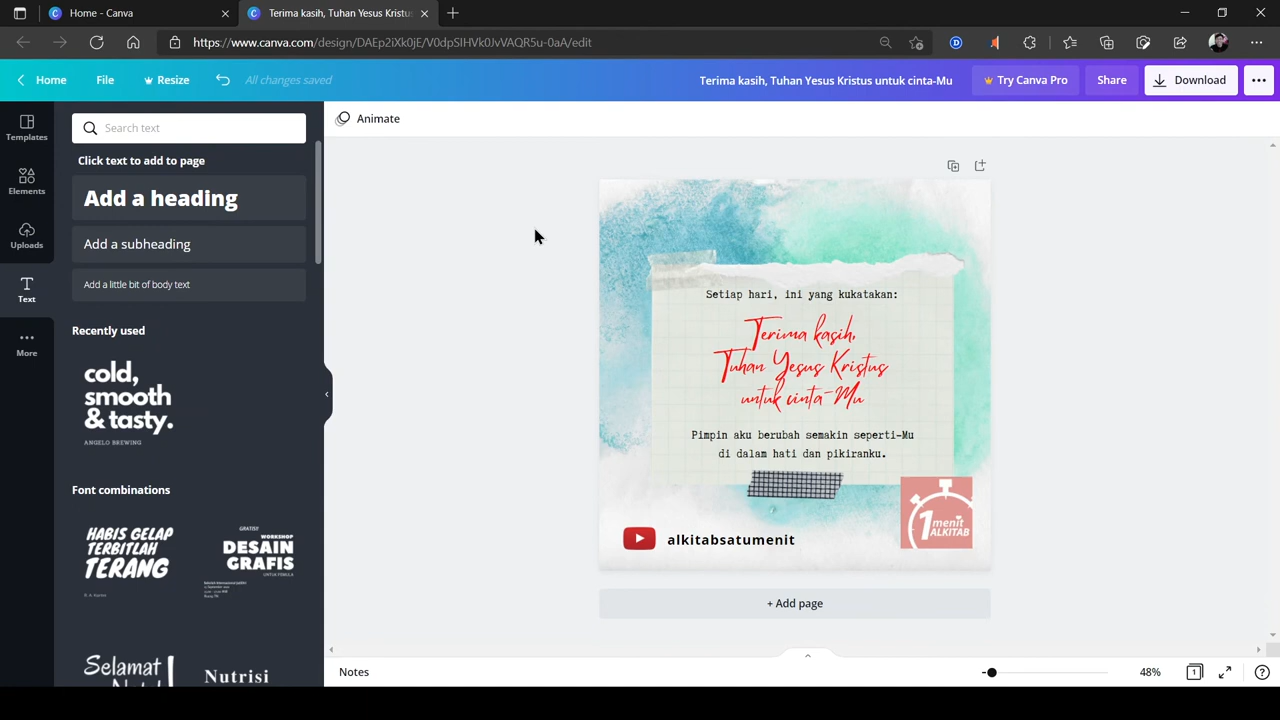 Home - Canva
Terima kasih, Tuhan Yesus Kristus
https://www.canva.com/design/DAEp2iXk0jE/V0dpSIHVk0JvVAQR5u-0aA/edit
Home
File
Resize
All changes saved
Terima kasih, Tuhan Yesus Kristus untuk cinta-Mu
Try Canva Pro
Share
Download
Templates
Elements
Uploads
Text
More
Search text
Click text to add to page
Add a heading
Add a subheading
Add a little bit of body text
Recently used
cold,
smooth
& tasty.
ANGELO BREWING
Font combinations
HABIS GELAP
TERBITLAH
TERANG
GRATIS!
WORKSHOP
DESAIN
GRAFIS
UNTUK PEMULA
Selamat
Nutrisi
Animate
Setiap hari, ini yang kukatakan:
Terima kasih,
Tuhan Yesus Kristus
untuk cinta-Mu
Pimpin aku berubah semakin seperti-Mu
di dalam hati dan pikiranku.
alkitabsatumenit
1 menit
ALKITAB
+ Add page
Notes
48%
1